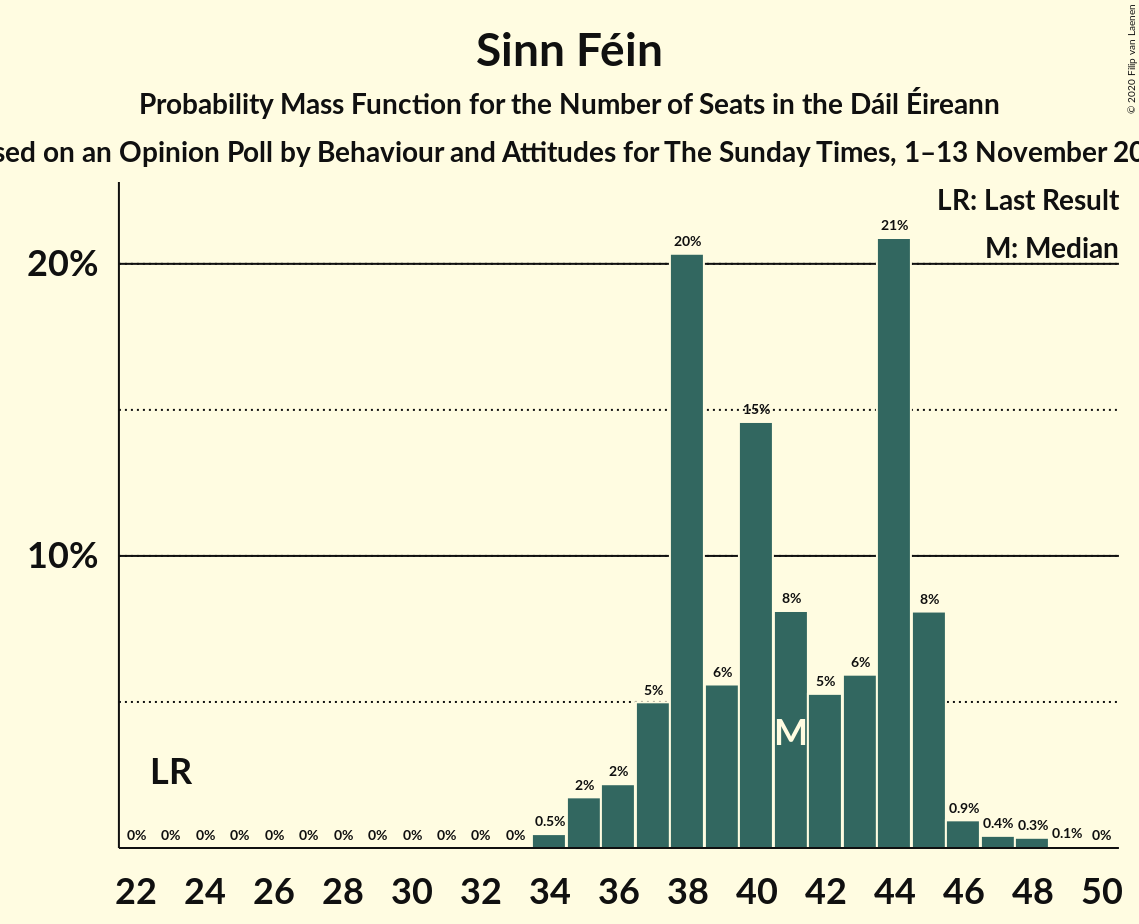 Sinn Féin
Probability Mass Function for the Number of Seats in the Dáil Éireann
on an Opinion Poll by Behaviour and Attitudes for The Sunday Times, 1–13 November
© 2020 Filip van Laenen
LR: Last Result
M: Median
20%
10%
21%
20%
15%
8%
8%
6%
6%
5%
5%
M
LR
2%
2%
0% 0% 0% 0% 0% 0% 0% 0% 0% 0% 0% 0% 0.5% 0.9% 0.4% 0.3% 0.1% 0%
22 24 26 28 30 32 34 36 38 40 42 44 46 48 50